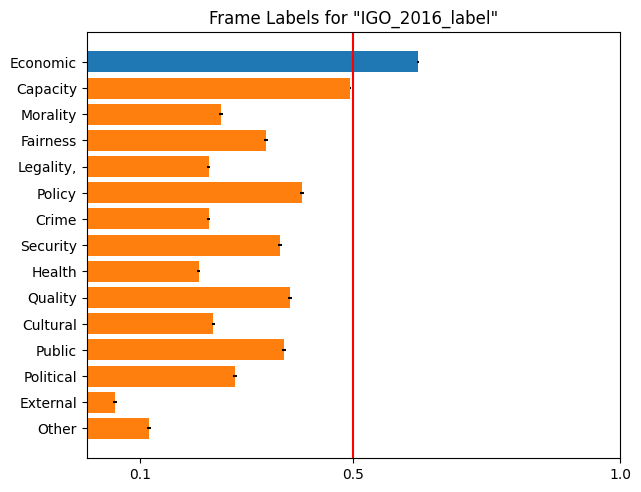 Frame Labels for "IGO_2016_label"
Economic
Capacity
Morality
Fairness
Legality,
Policy
Crime
Security
Health
Quality
Cultural
Public
Political
External
Other
0.1 0.5 1.0